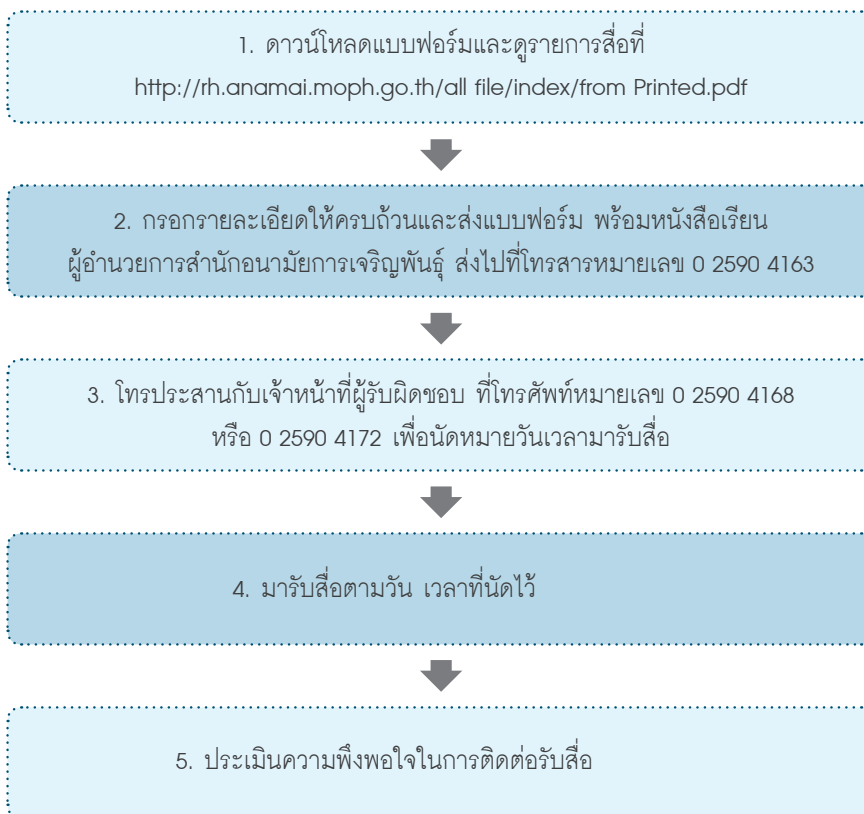 1. ดาวน์โหลดแบบฟอร์มและดูรายการสื่อที่
http://rh.anamai.moph.go.th/all file/index/from Printed.pdf
2. กรอกรายละเอียดให้ครบถ้วนและส่งแบบฟอร์ม พร้อมหนังสือเรียน
ผู้อำนวยการสำนักอนามัยการเจริญพันธุ์ ส่งไปที่โทรสารหมายเลข 0 2590 4163
3. โทรประสานกับเจ้าหน้าที่ผู้รับผิดชอบ ที่โทรศัพท์หมายเลข 0 2590 4168
หรือ 0 2590 4172 เพื่อนัดหมายวันเวลามารับสื่อ
4. มารับสื่อตามวัน เวลาที่นัดไว้
5. ประเมินความพึงพอใจในการติดต่อรับสื่อ